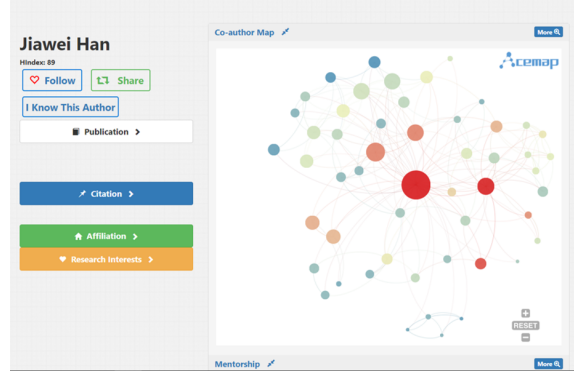 Jiawei Han
Hindex: 89
Follow
Share
I Know This Author
Publication
Citation
Affiliation
Research Interests
Co-author Map
More
Acemap
RESET
Mentorship
More